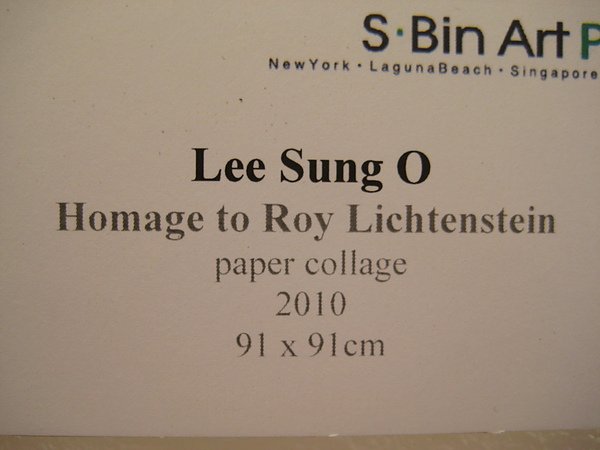 S·Bin Art P
NewYork · LagunaBeach · Singapore
Lee Sung O
Homage to Roy Lichtenstein
paper collage
2010
91 x 91cm